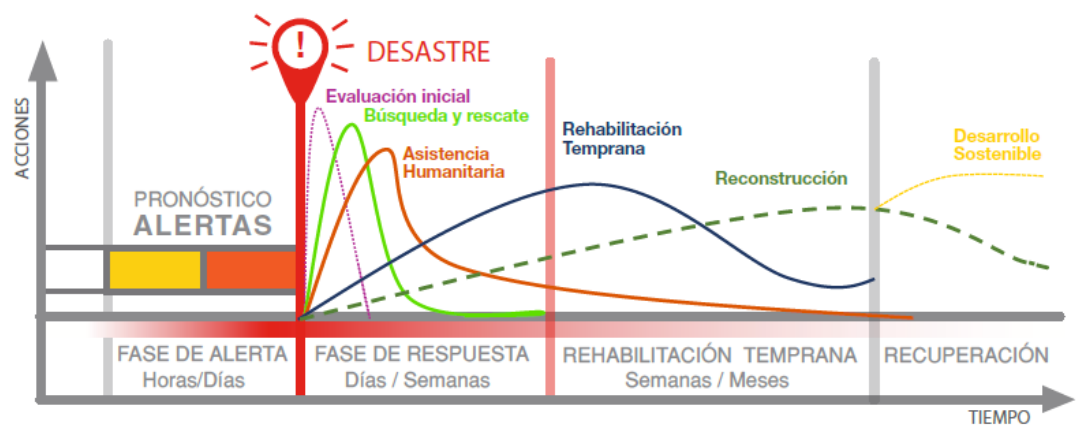 !
DESASTRE
ACCIONES
Evaluación inicial
Búsqueda y rescate
Asistencia
Humanitaria
Rehabilitación
Temprana
Desarrollo
Sostenible
Reconstrucción
PRONÓSTICO
ALERTAS
FASE DE ALERTA
Horas/Días
FASE DE RESPUESTA
Días / Semanas
REHABILITACIÓN TEMPRANA
Semanas / Meses
RECUPERACIÓN
TIEMPO